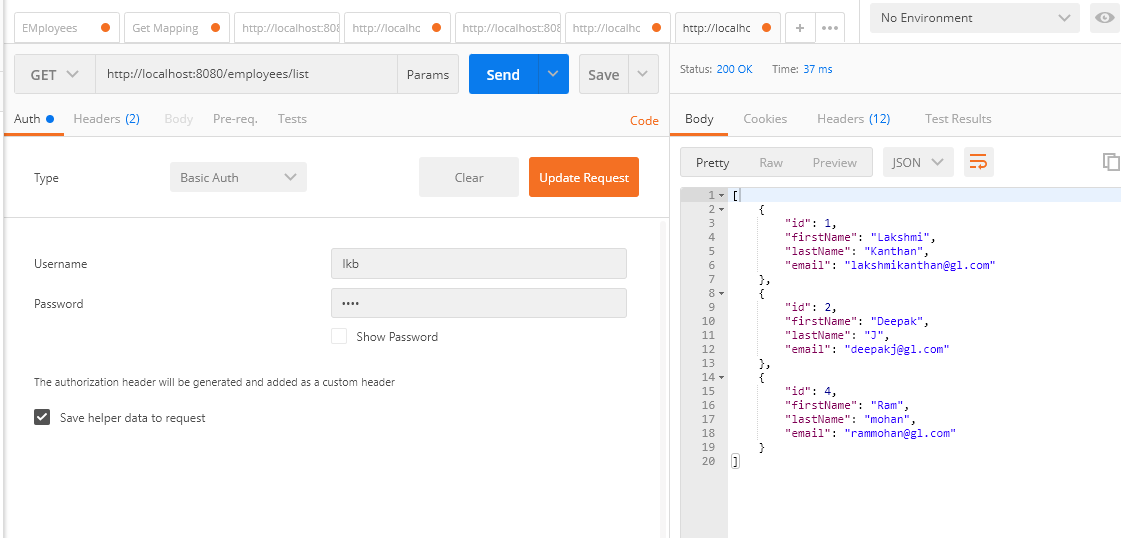 EMployees
Get Mapping
http://localhost:808
http://localhc
http://localhost:808
http://localhc
http://localhc
+
•••
No Environment
GET
http://localhost:8080/employees/list
Params
Send
Save
Status: 200 OK Time: 37 ms
Auth
Headers (2)
Body
Pre-req.
Tests
Code
Body
Cookies
Headers (12)
Test Results
Type
Basic Auth
Clear
Update Request
Pretty
Raw
Preview
JSON
Username
lkb
Password
••••
Show Password
The authorization header will be generated and added as a custom header
Save helper data to request
1 [
2 {
3 "id": 1,
4 "firstName": "Lakshmi",
5 "lastName": "Kanthan",
6 "email": "lakshmikanthan@gl.com"
7 },
8 {
9 "id": 2,
10 "firstName": "Deepak",
11 "lastName": "J",
12 "email": "deepakj@gl.com"
13 },
14 {
15 "id": 4,
16 "firstName": "Ram",
17 "lastName": "mohan",
18 "email": "rammohan@gl.com"
19 }
20 ]